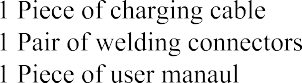 1 Piece of charging cable
1 Pair of welding connectors
1 Piece of user manaul